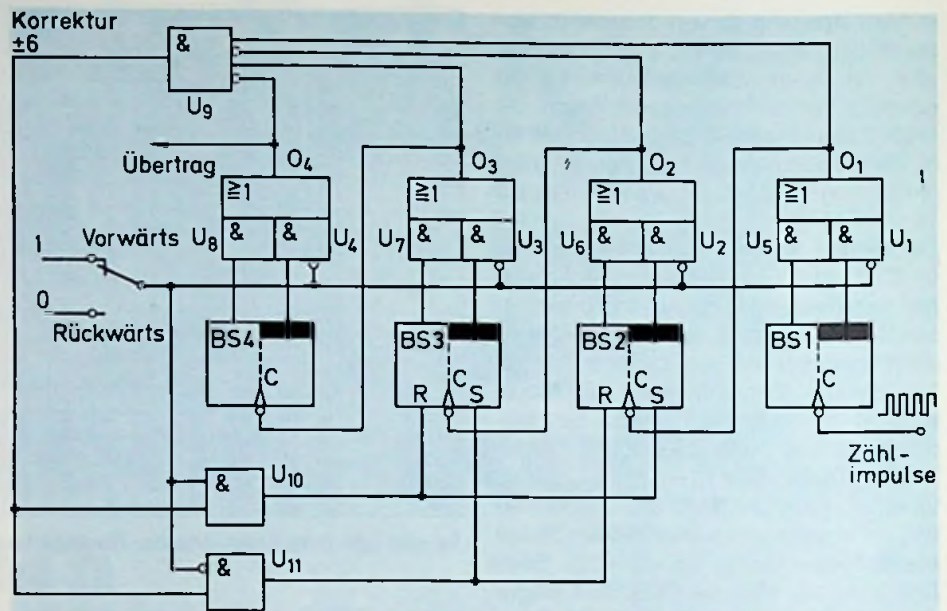 Korrektur
±6
&
U9
Übertrag
O4
O3
O2
O1
≧1
≧1
≧1
≧1
1
Vorwärts
U8
&
&
U4
U7
&
&
U3
U6
&
&
U2
U5
&
&
U1
0
Rückwärts
BS4
C
BS3
R
C
S
BS2
R
C
S
BS1
C
Zähl-
impulse
&
U10
&
U11